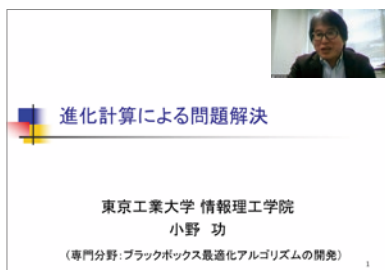 進化計算による問題解決
東京工業大学 情報理工学院
小野 功
(専門分野:ブラックボックス最適化アルゴリズムの開発)
1